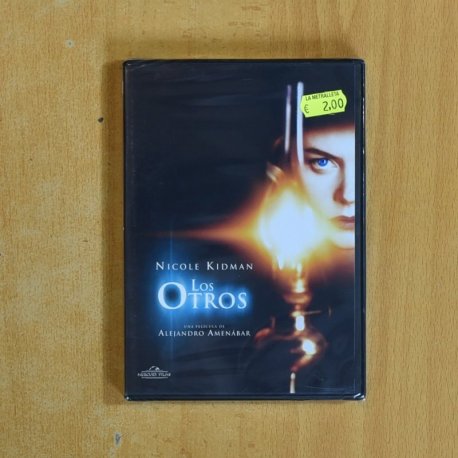 LA METRALLETA
€ 2,00
NICOLE KIDMAN
LOS
OTROS
UNA PELÍCULA DE
ALEJANDRO AMENÁBAR